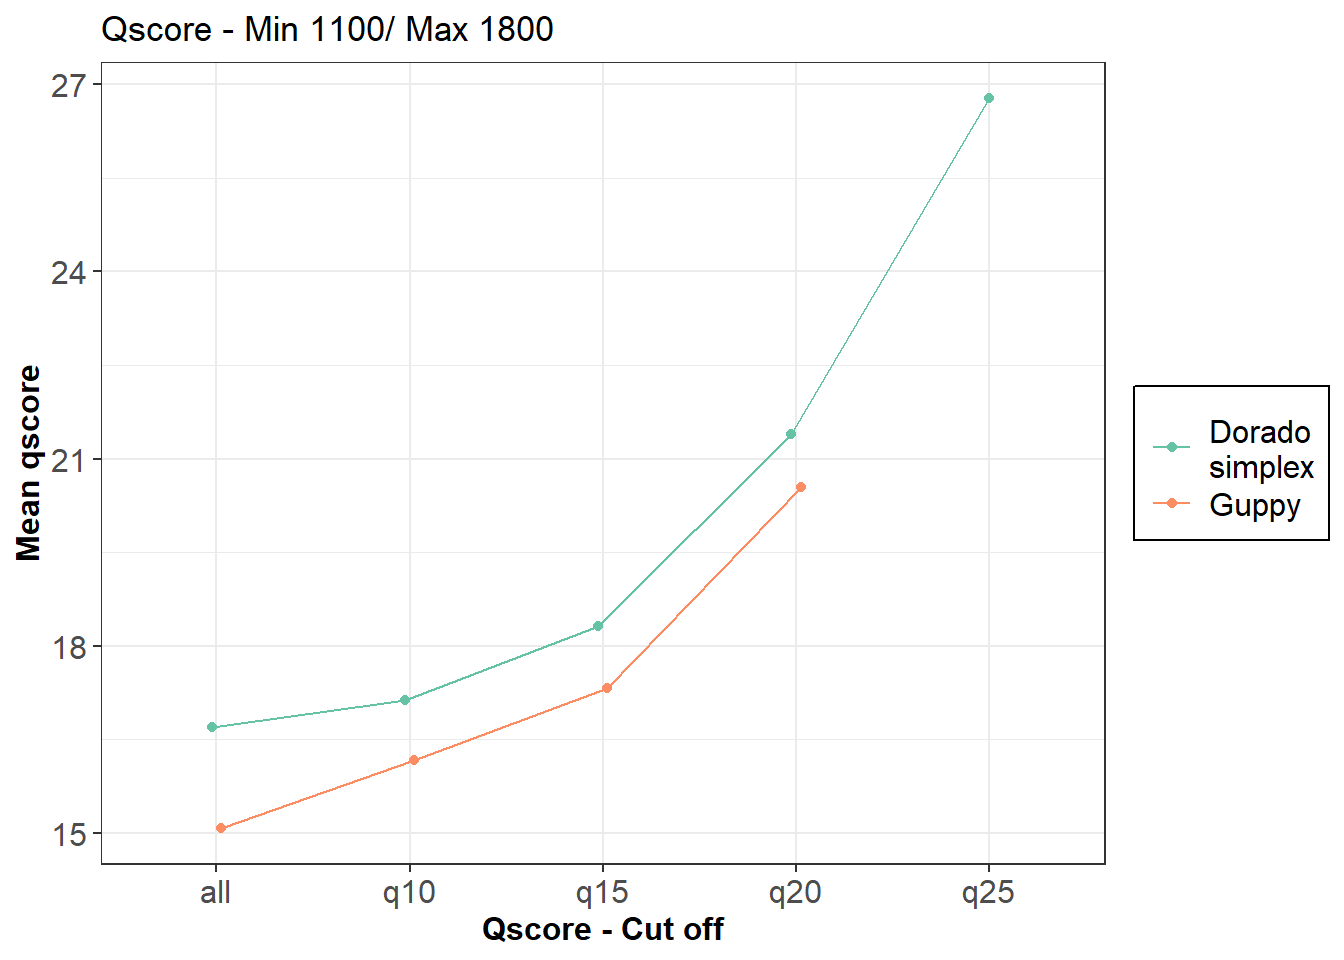 Qscore - Min 1100/ Max 1800
27
24
21
18
15
Mean qscore
all
q10
q15
q20
q25
Qscore - Cut off
Dorado
simplex
Guppy